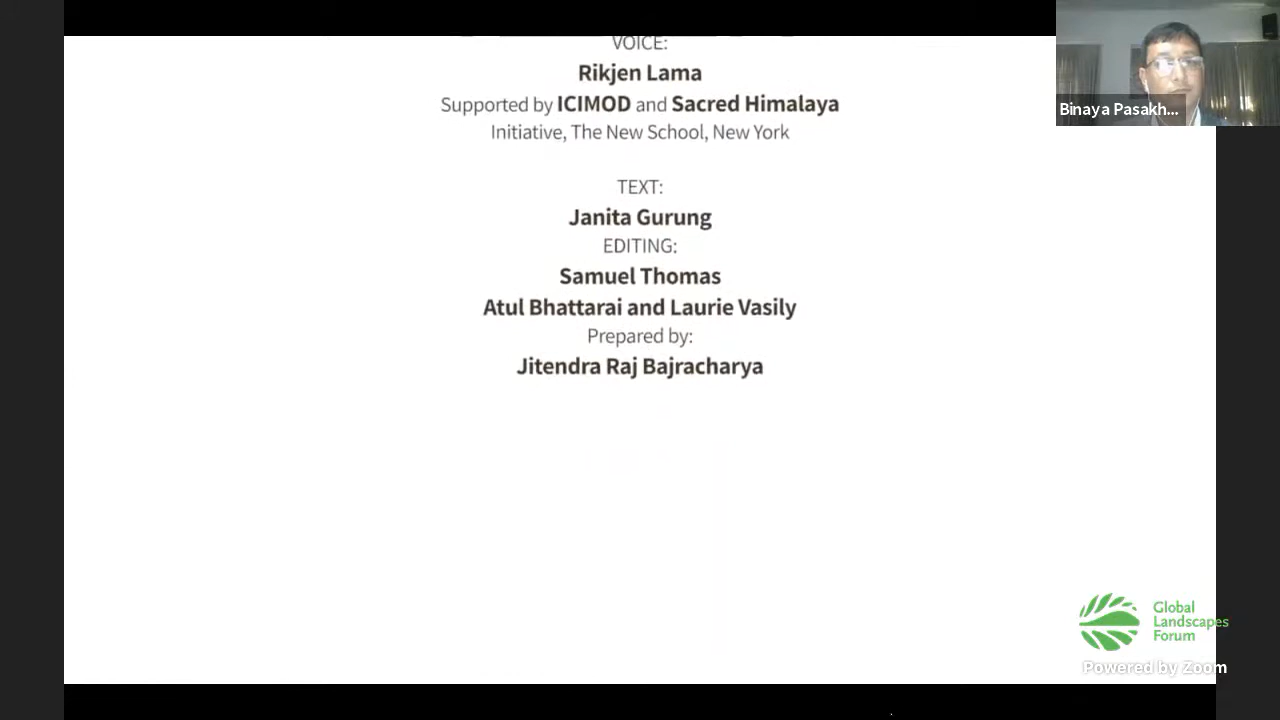 VOICE:
Rikjen Lama
Supported by ICIMOD and Sacred Himalaya
Initiative, The New School, New York
TEXT:
Janita Gurung
EDITING:
Samuel Thomas
Atul Bhattarai and Laurie Vasily
Prepared by:
Jitendra Raj Bajracharya
Binaya Pasakh...
Global
Landscapes
Forum
Powered by Zoom